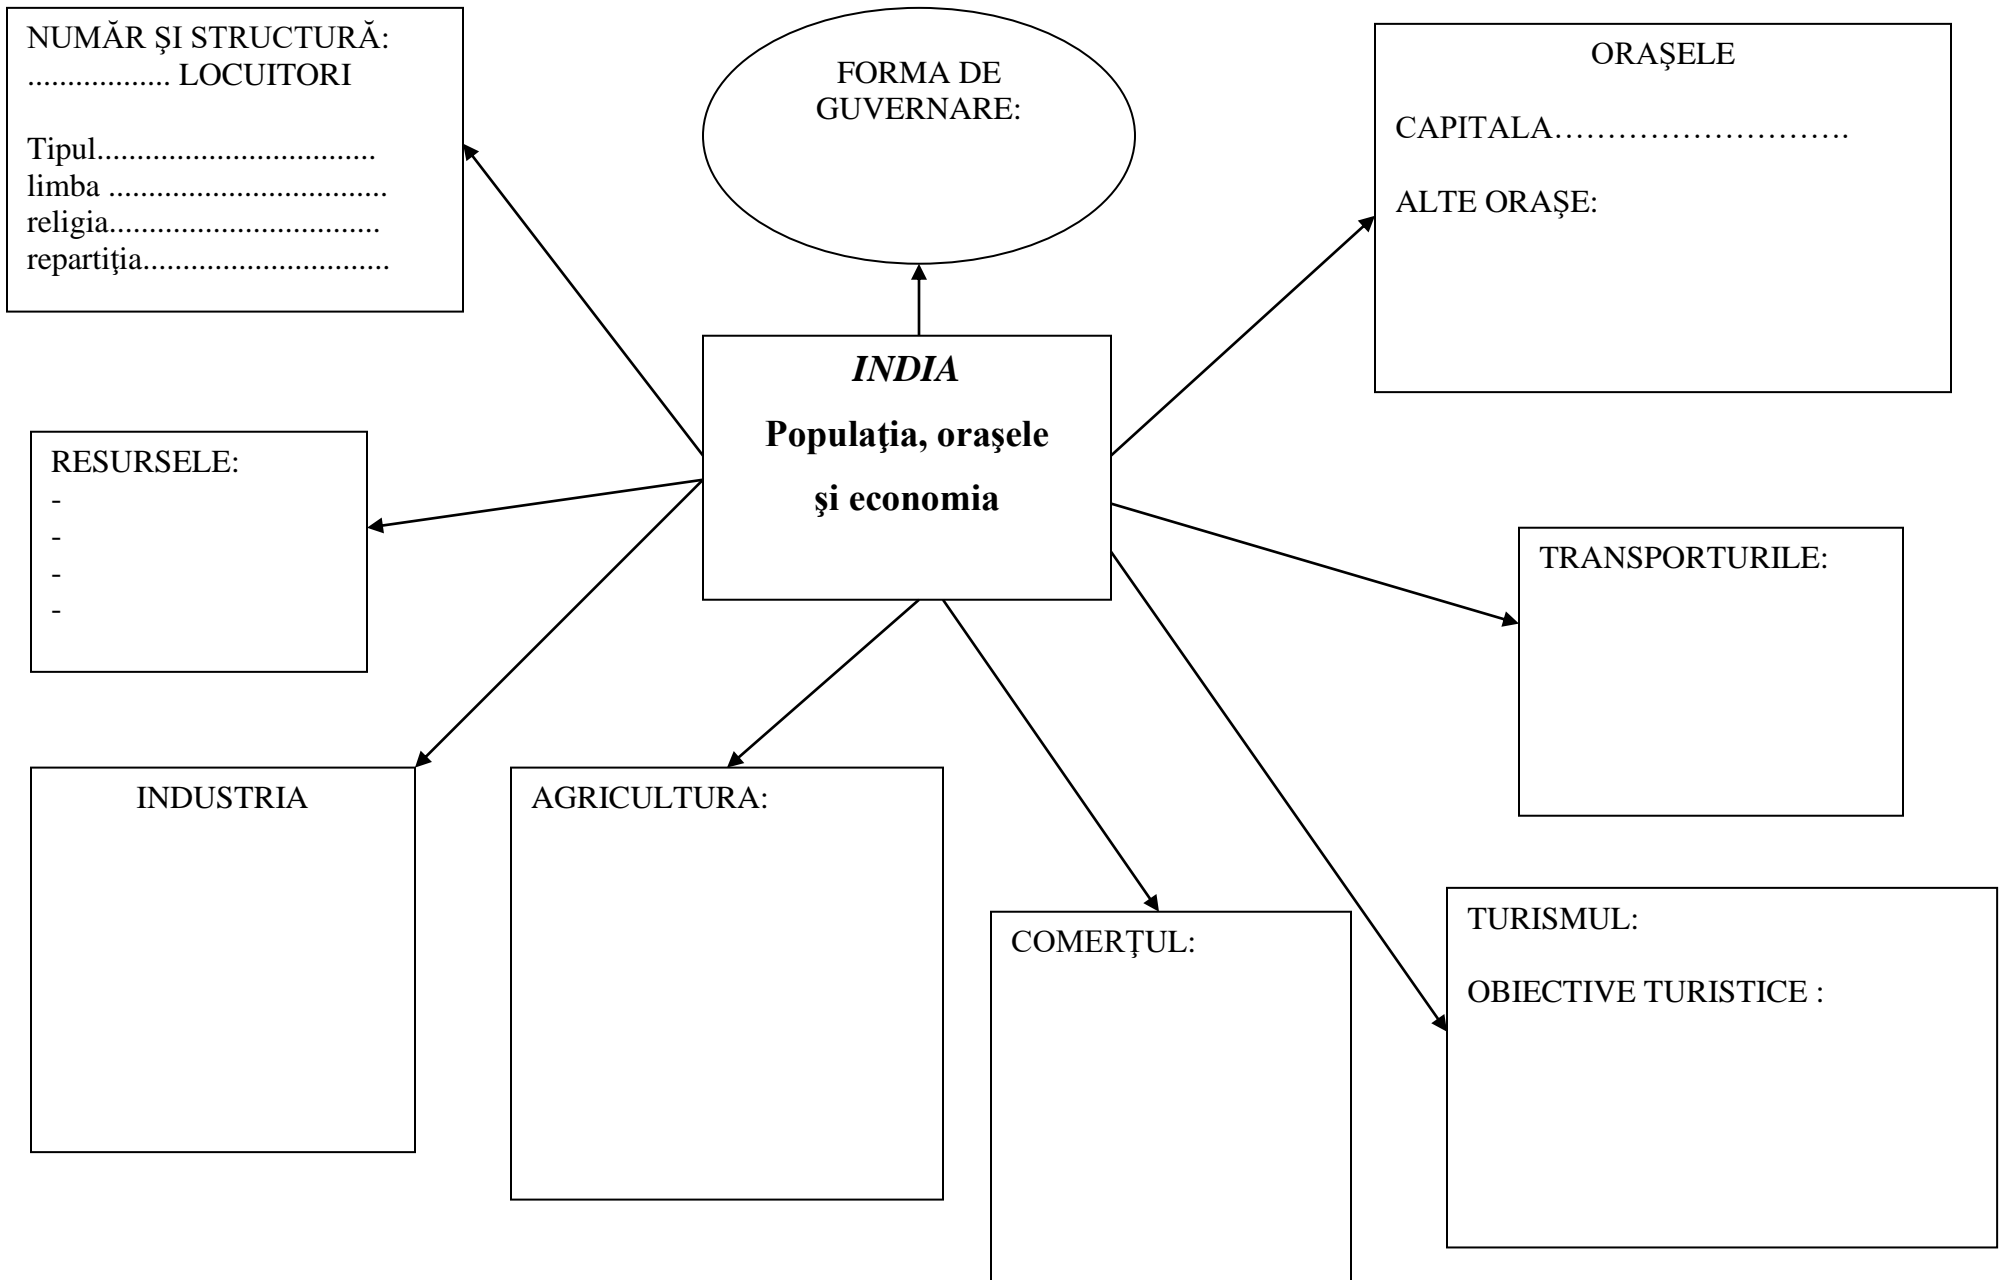 NUMĂR ŞI STRUCTURĂ:
.................. LOCUITORI
Tipul...................................
limba ...................................
religia..................................
repartiţia...............................
FORMA DE
GUVERNARE:
ORAŞELE
CAPITALA……………………….
ALTE ORAŞE:
INDIA
Populaţia, oraşele
şi economia
RESURSELE:
-
-
-
-
TRANSPORTURILE:
INDUSTRIA
AGRICULTURA:
COMERŢUL:
TURISMUL:
OBIECTIVE TURISTICE :